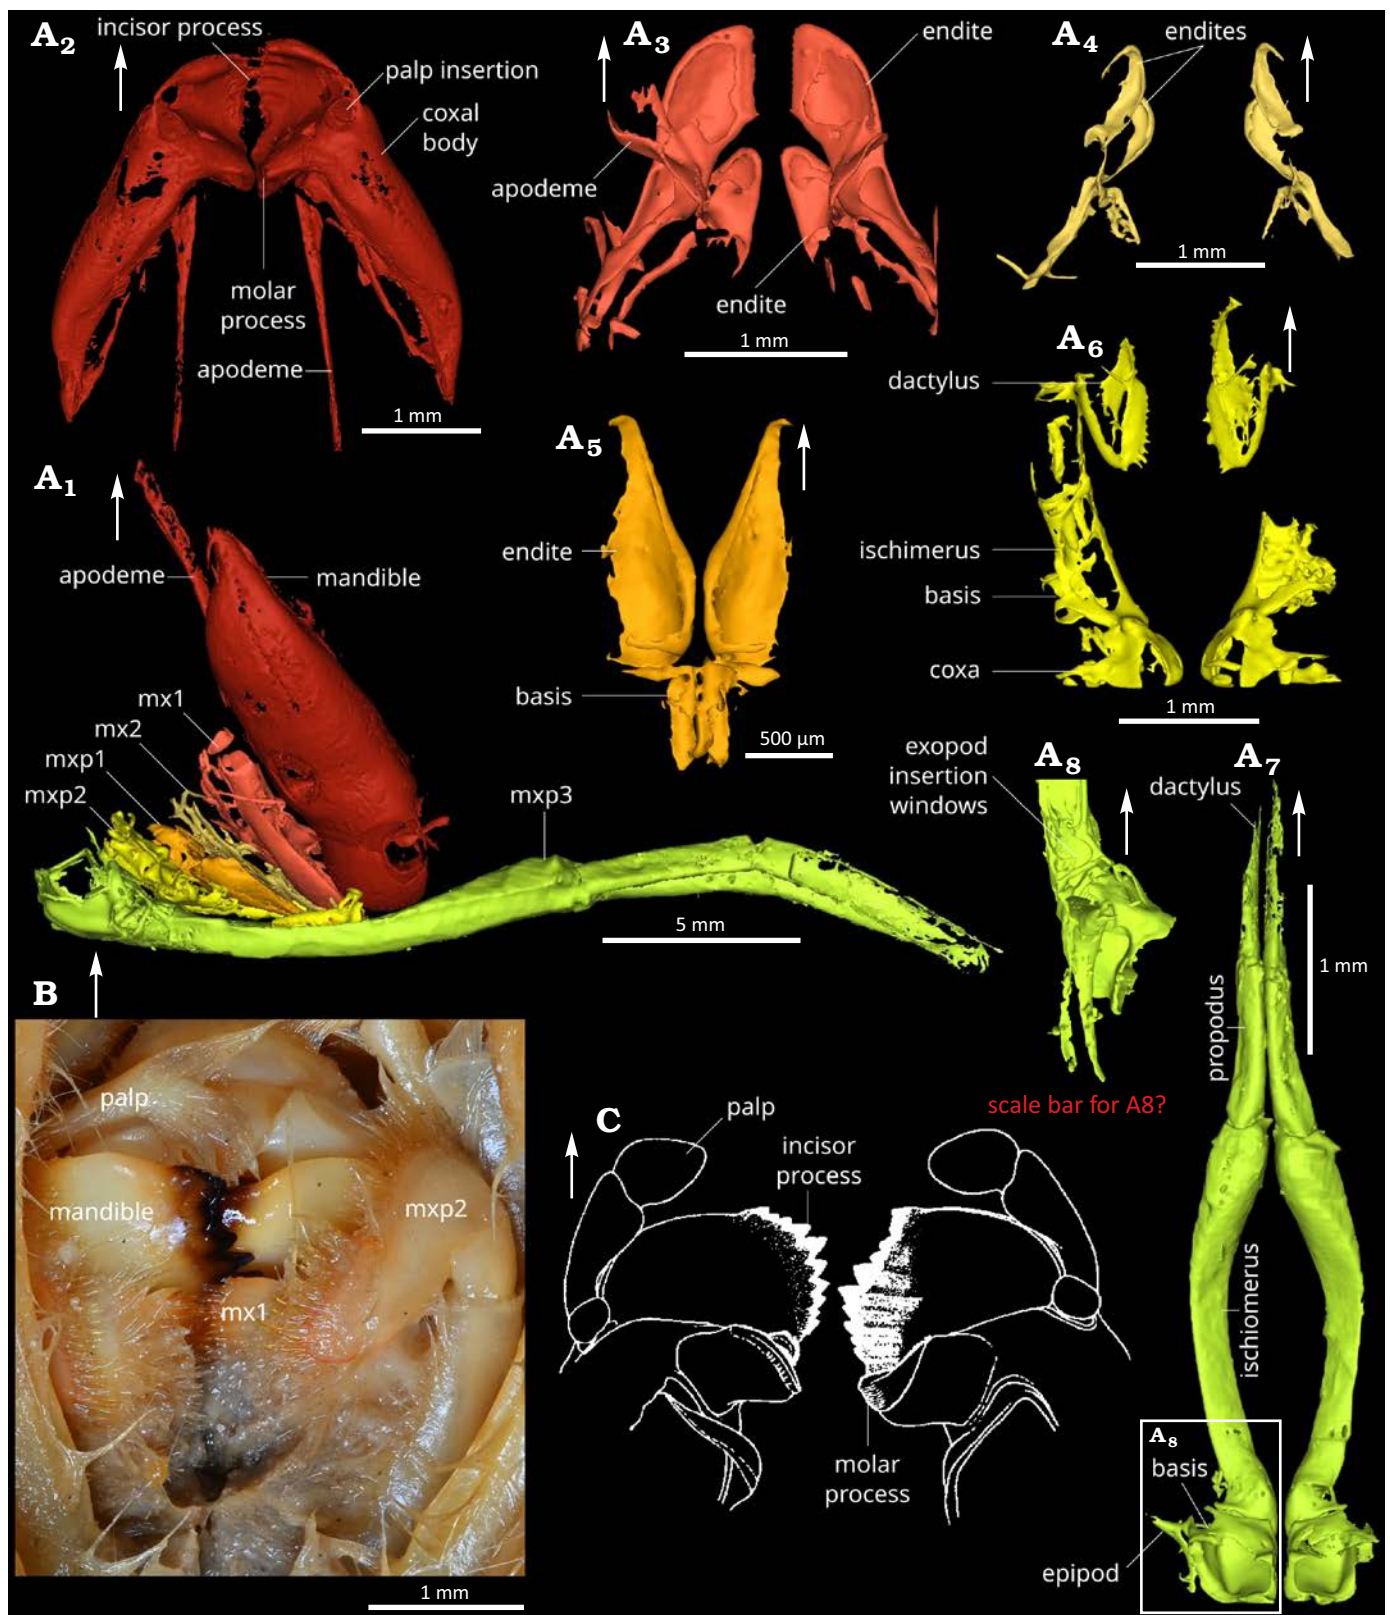 A2
incisor process
palp insertion
coxal
body
molar
process
apodeme
1 mm
A3
endite
apodeme
endite
1 mm
A4
endites
1 mm
A1
apodeme
mandible
mx1
mx2
mxp1
mxp2
mxp3
5 mm
A5
endite
basis
500 µm
A6
dactylus
ischimerus
basis
coxa
1 mm
A8
exopod
insertion
windows
scale bar for A8?
A7
dactylus
1 mm
propodus
ischiomerus
A8
basis
epipod
B
palp
mandible
mxp2
mx1
1 mm
C
palp
incisor
process
molar
process